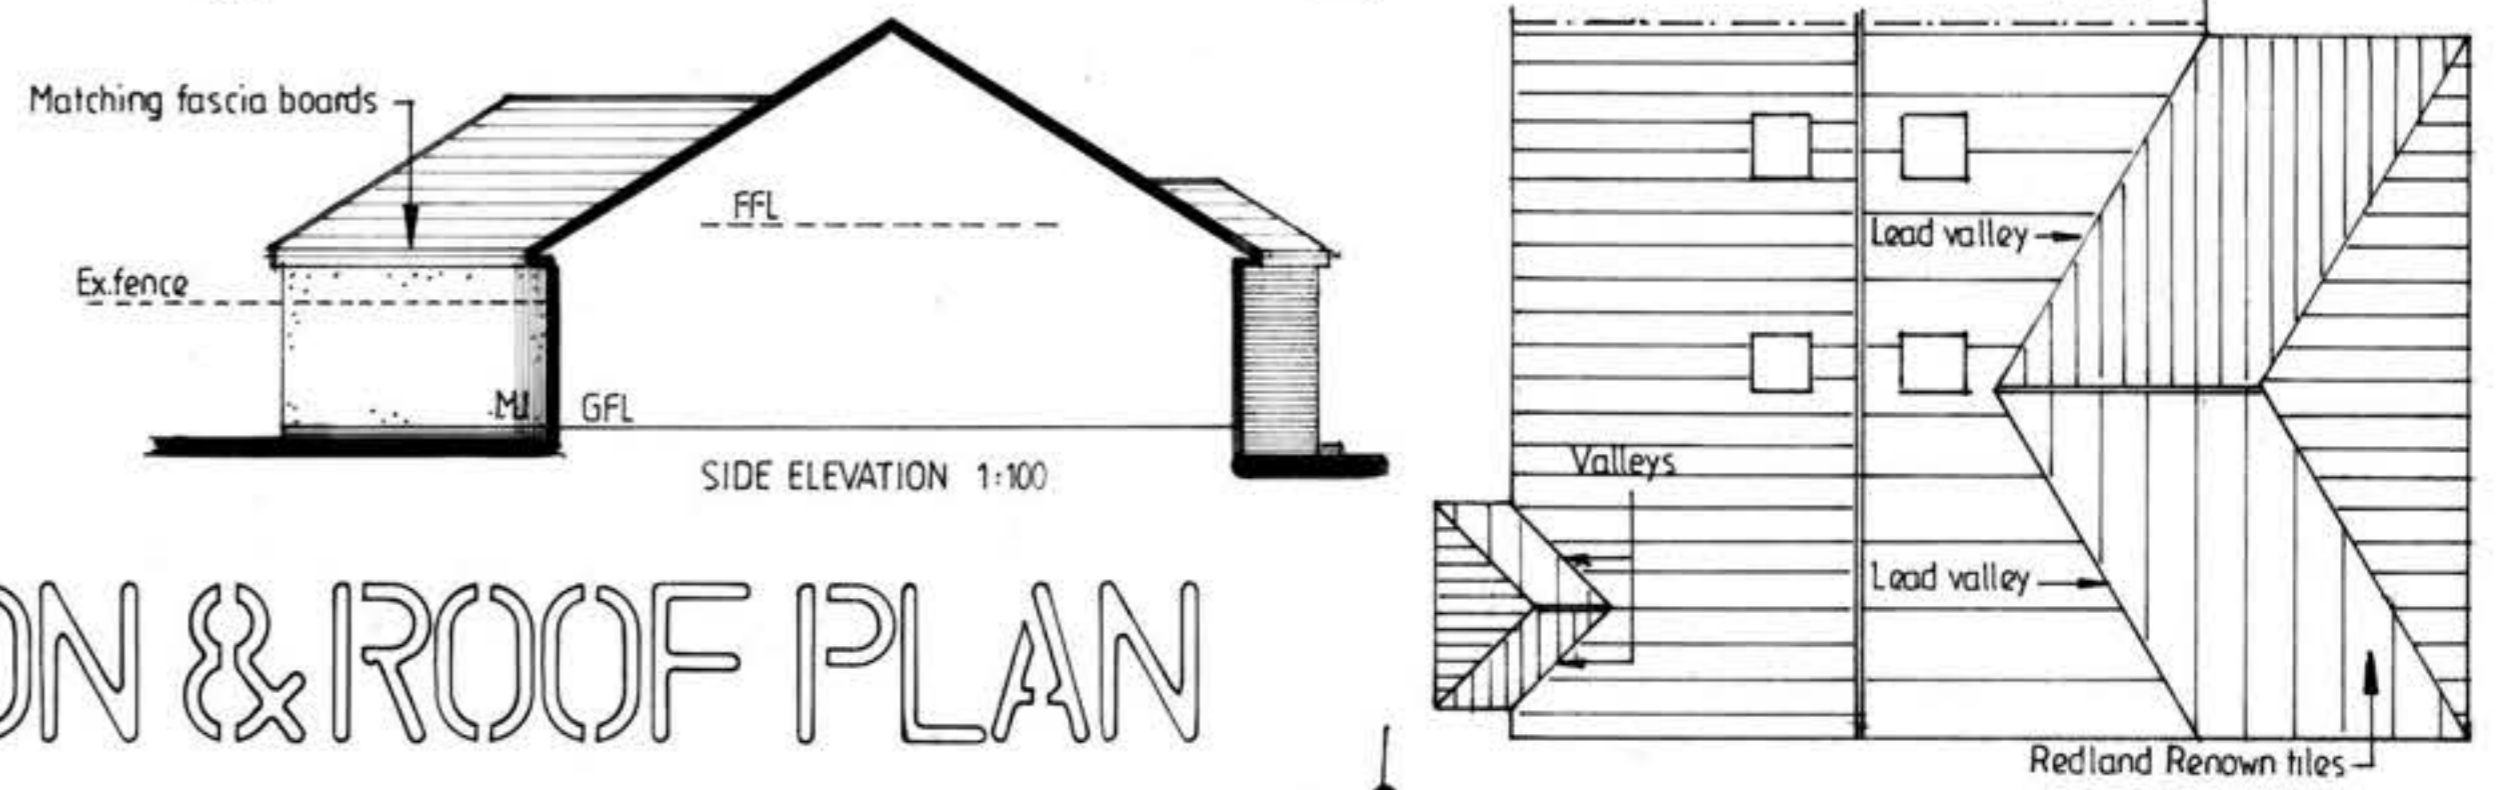 Matching fascia boards
FFL
Ex.fence
MJ GFL
SIDE ELEVATION 1:100
ON & ROOF PLAN
Lead valley
Valleys
Lead valley
Redland Renown tiles